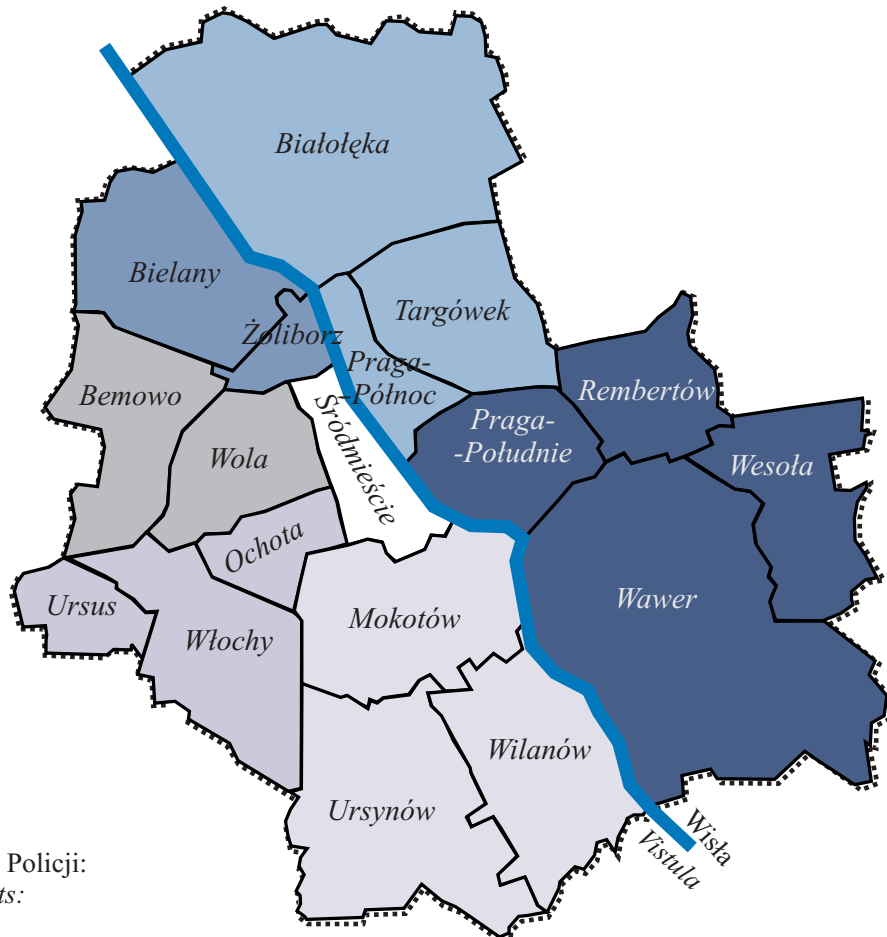 Białołęka
Bielany
Targówek
Żoliborz
Praga-
-Północ
Rembertów
Bemowo
Praga-
-Południe
Śródmieście
Wola
Wesoła
Ochota
Ursus
Wawer
Mokotów
Włochy
Wilanów
Ursynów
Wisła
Vistula
Policji:
ts: